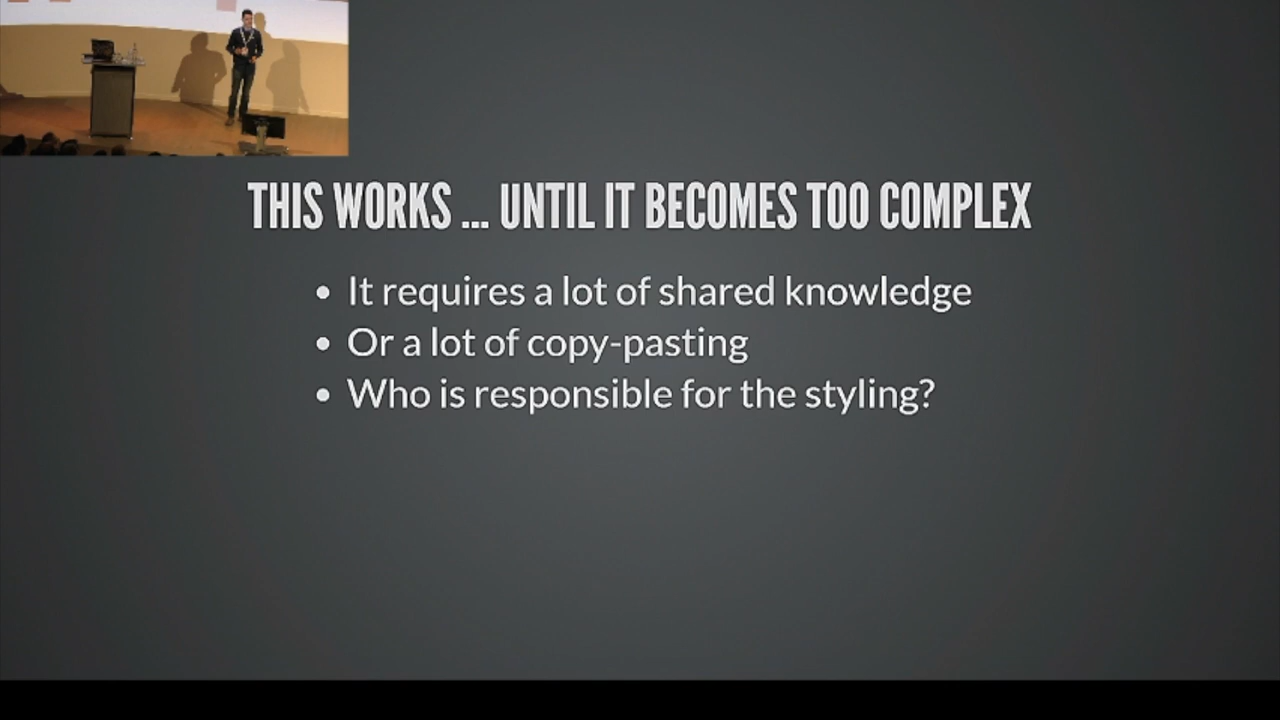 THIS WORKS ... UNTIL IT BECOMES TOO COMPLEX
It requires a lot of shared knowledge
Or a lot of copy-pasting
Who is responsible for the styling?